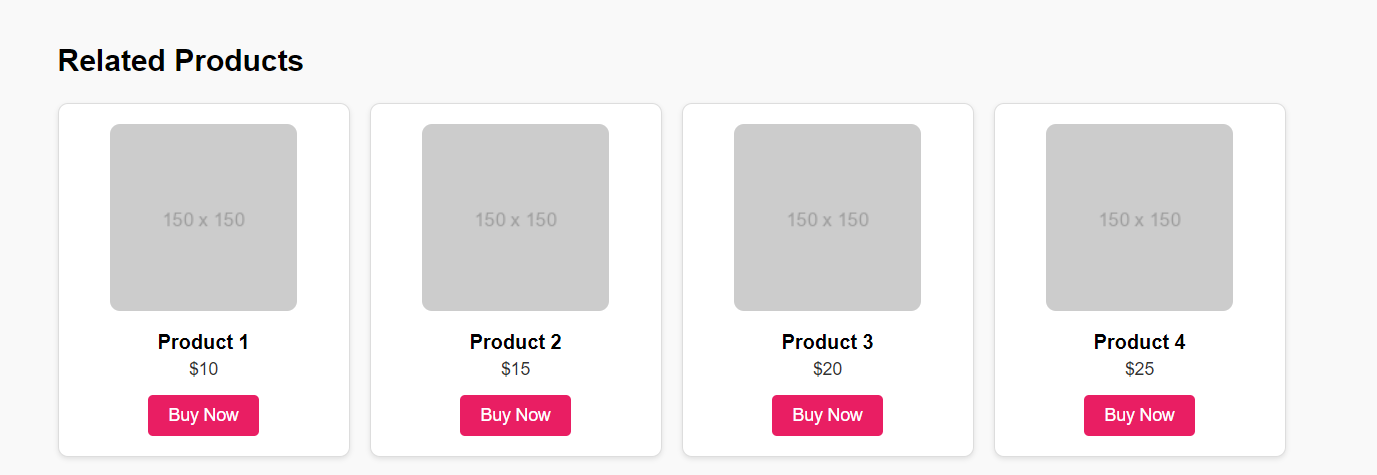 Related Products
150 x 150
150 x 150
150 x 150
150 x 150
Product 1
Product 2
Product 3
Product 4
$10
$15
$20
$25
Buy Now
Buy Now
Buy Now
Buy Now